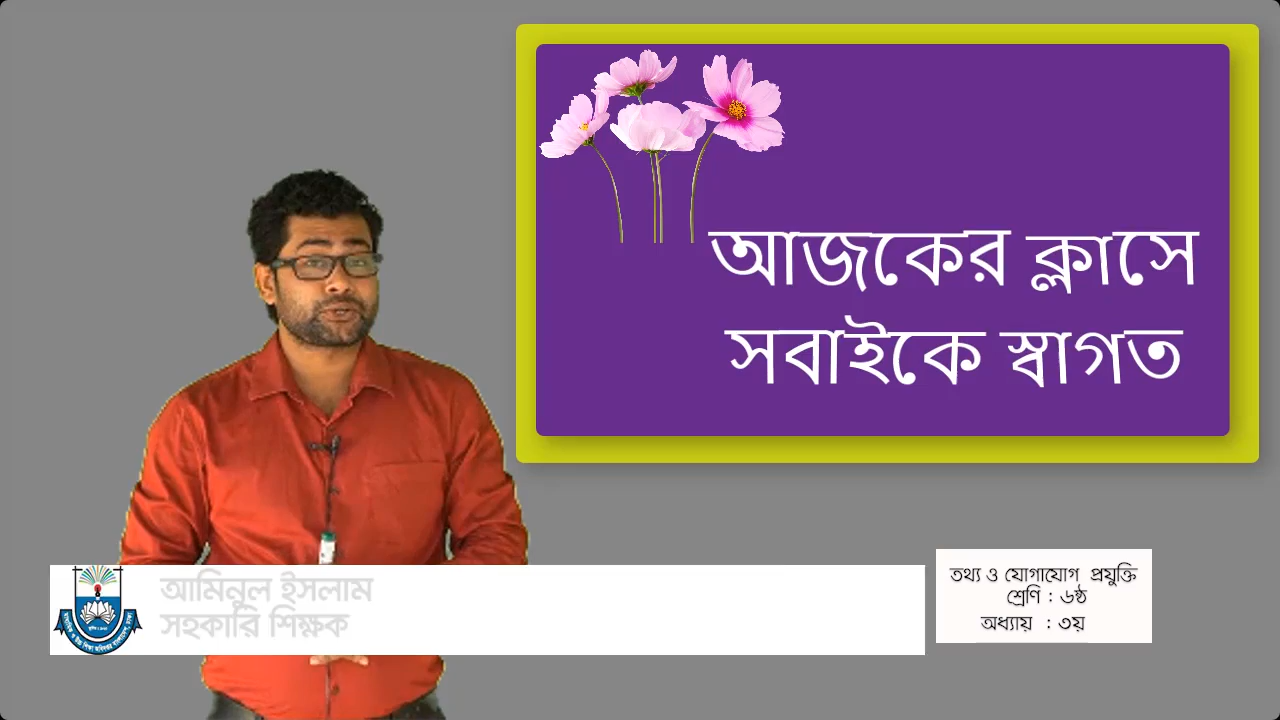 আজকের ক্লাসে
সবাইকে স্বাগত
আমিনুল ইসলাম
সহকারি শিক্ষক
তথ্য ও যোগাযোগ প্রযুক্তি
শ্রেণি : ৬ষ্ঠ
অধ্যায় : ৩য়